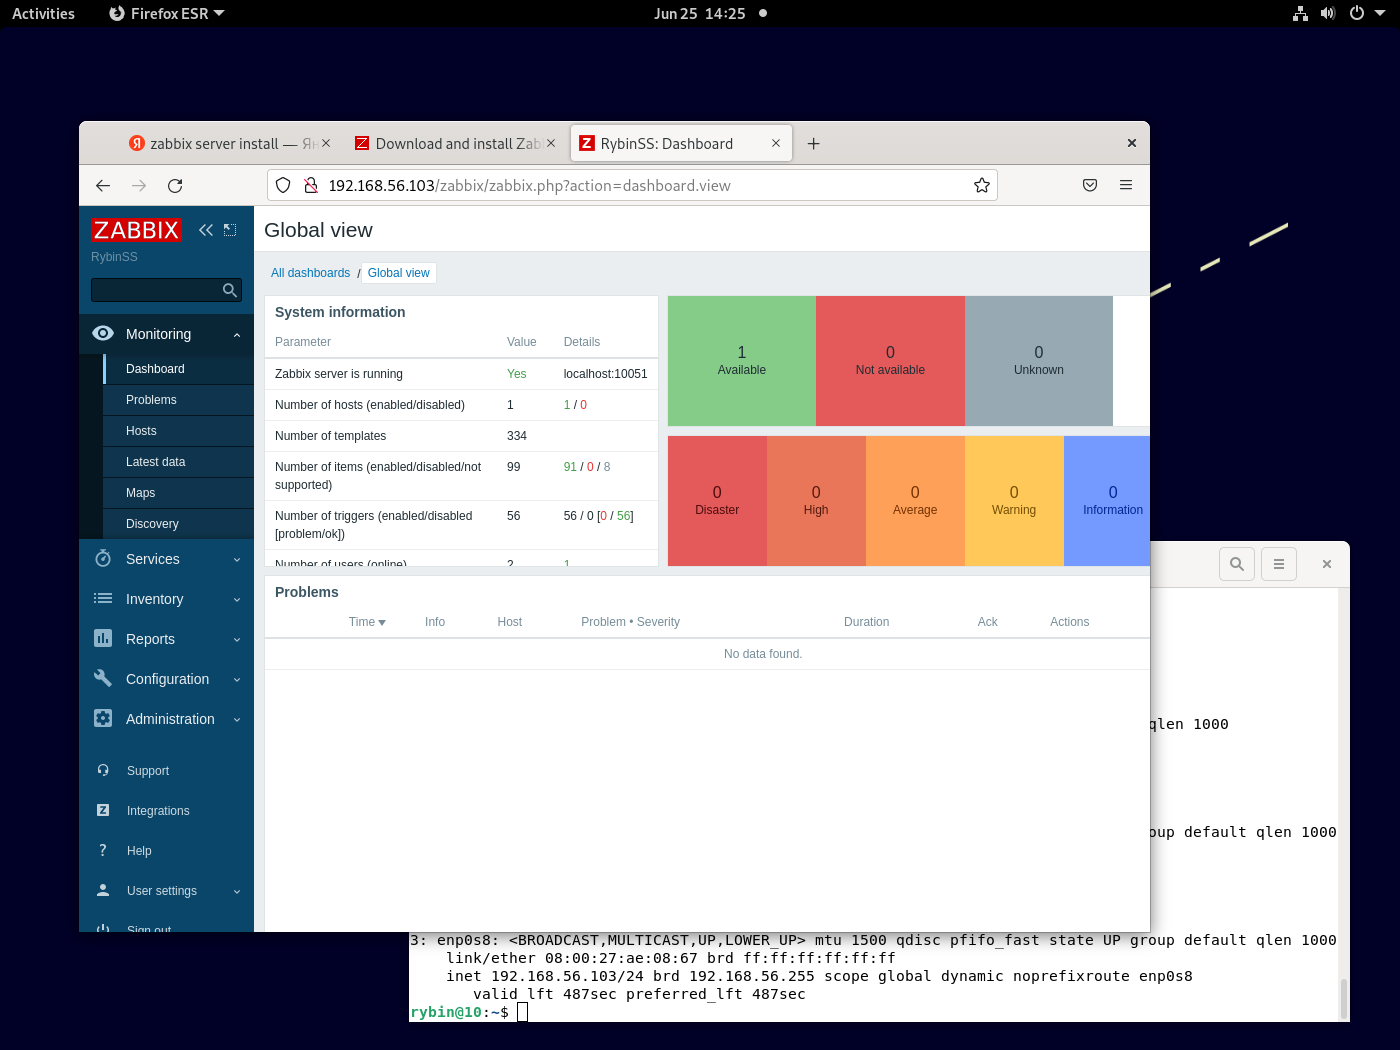 Activities Firefox ESR Jun 25 14:25
zabbix server install — Ян Download and install Zab RybinSS: Dashboard
192.168.56.103/zabbix/zabbix.php?action=dashboard.view
ZABBIX
RybinSS
Monitoring
Dashboard
Problems
Hosts
Latest data
Maps
Discovery
Services
Inventory
Reports
Configuration
Administration
Support
Integrations
Help
User settings
Sign out
Global view
All dashboards / Global view
System information
Parameter Value Details
Zabbix server is running Yes localhost:10051
Number of hosts (enabled/disabled) 1 1 / 0
Number of templates 334
Number of items (enabled/disabled/not supported) 99 91 / 0 / 8
Number of triggers (enabled/disabled [problem/ok]) 56 56 / 0 [0 / 56]
Number of users (online) 2 1
1 Available
0 Not available
0 Unknown
0 Disaster
0 High
0 Average
0 Warning
0 Information
Problems
Time Info Host Problem • Severity Duration Ack Actions
No data found.
qlen 1000
oup default qlen 1000
3: enp0s8: <BROADCAST,MULTICAST,UP,LOWER_UP> mtu 1500 qdisc pfifo_fast state UP group default qlen 1000
link/ether 08:00:27:ae:08:67 brd ff:ff:ff:ff:ff:ff
inet 192.168.56.103/24 brd 192.168.56.255 scope global dynamic noprefixroute enp0s8
valid_lft 487sec preferred_lft 487sec
rybin@10:~$